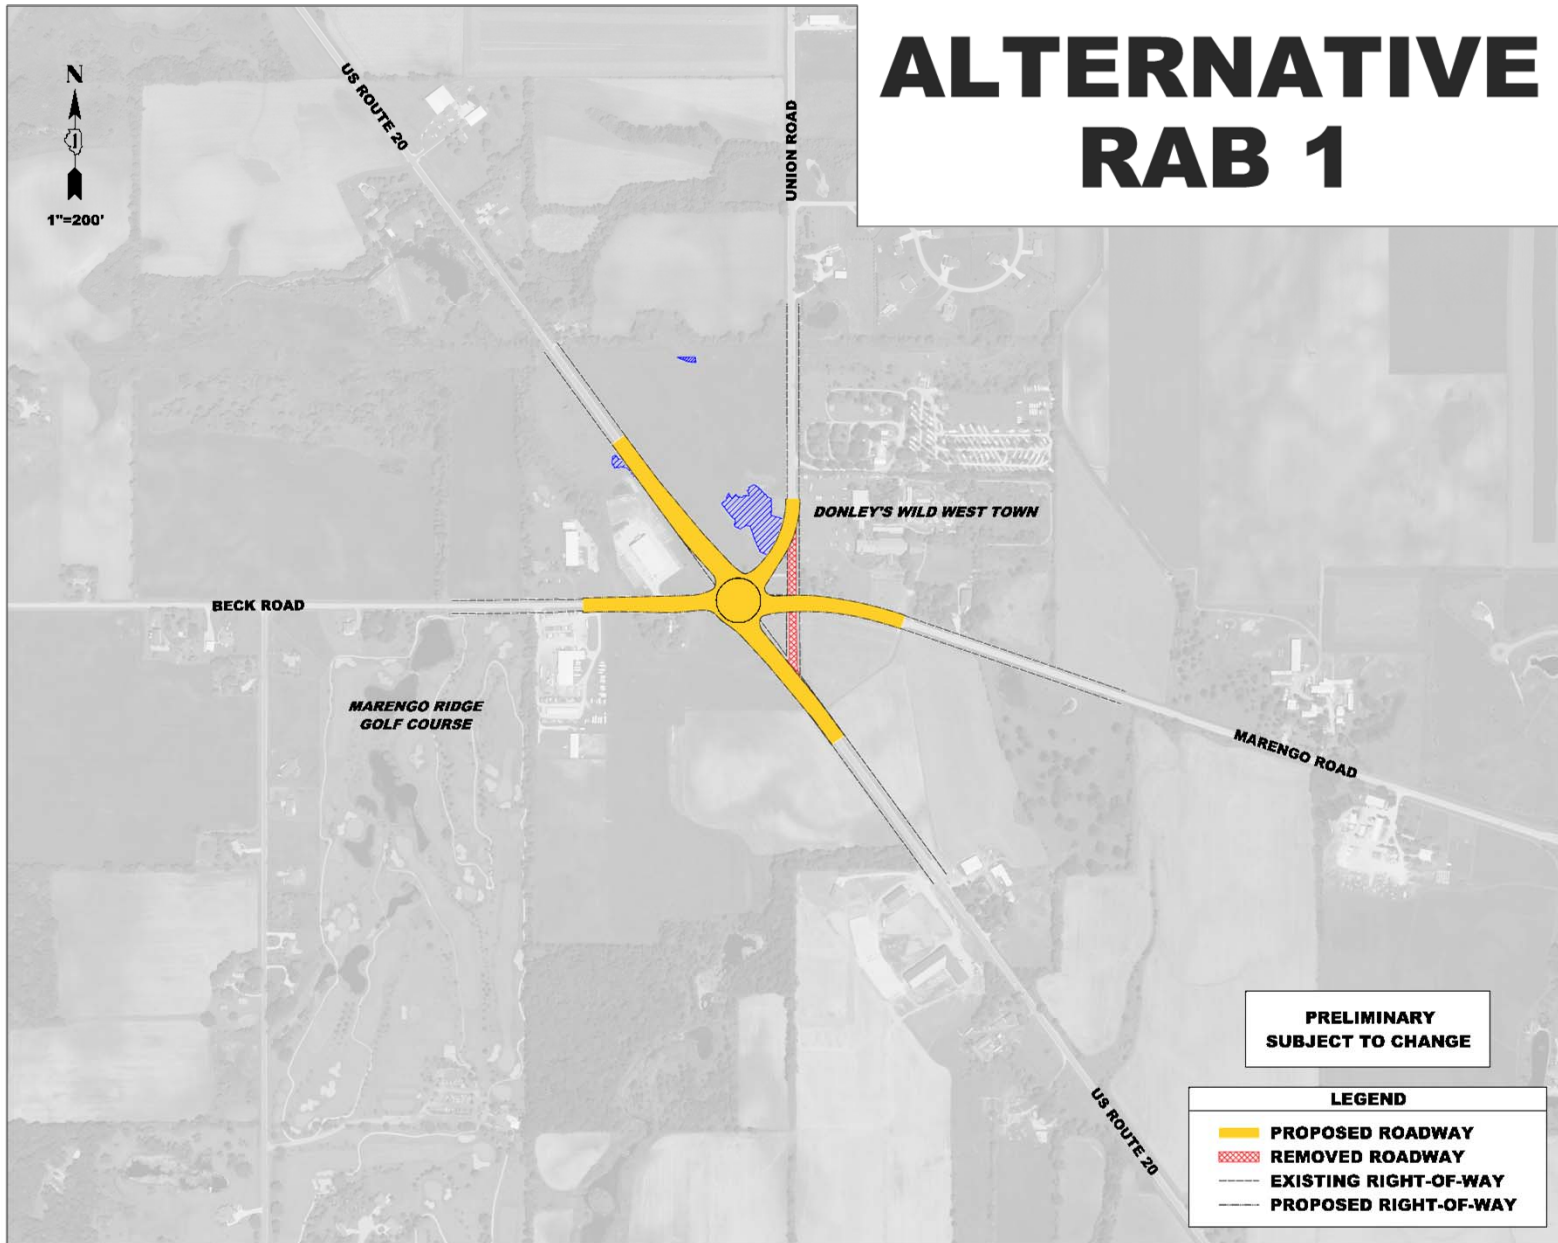 ALTERNATIVE
RAB 1
N
1
1"=200'
US ROUTE 20
UNION ROAD
DONLEY'S WILD WEST TOWN
BECK ROAD
MARENGO RIDGE
GOLF COURSE
MARENGO ROAD
US ROUTE 20
PRELIMINARY
SUBJECT TO CHANGE
LEGEND
PROPOSED ROADWAY
REMOVED ROADWAY
EXISTING RIGHT-OF-WAY
PROPOSED RIGHT-OF-WAY